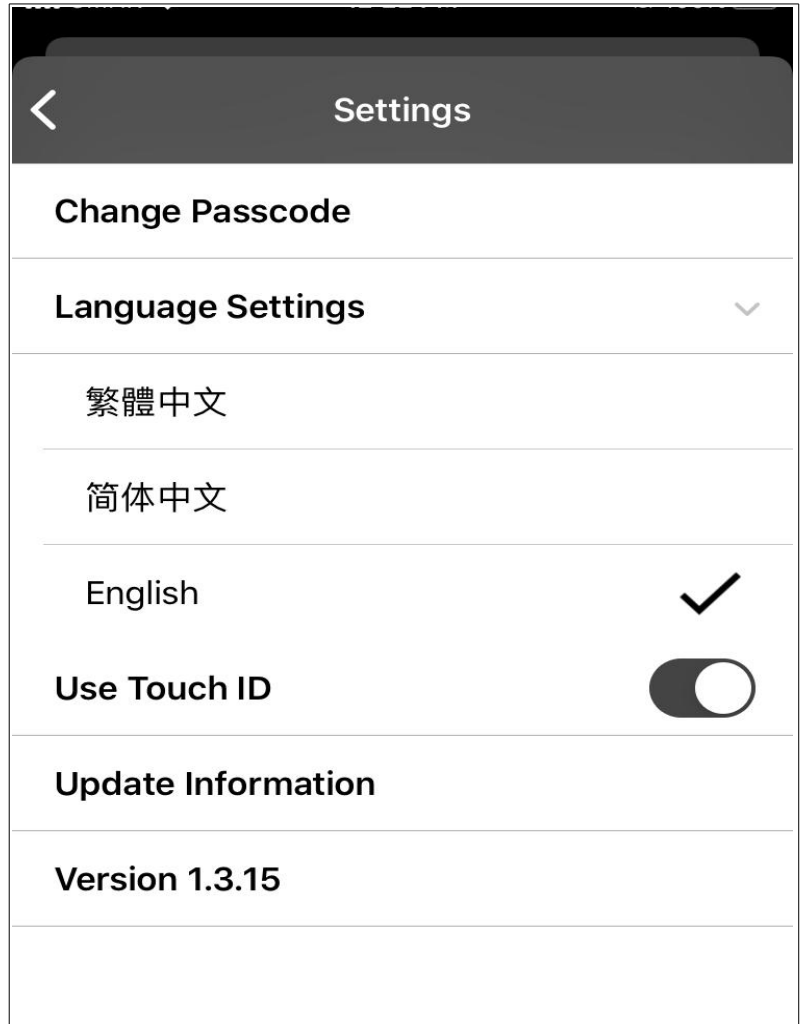 Settings
Change Passcode
Language Settings
繁體中文
简体中文
English
Use Touch ID
Update Information
Version 1.3.15